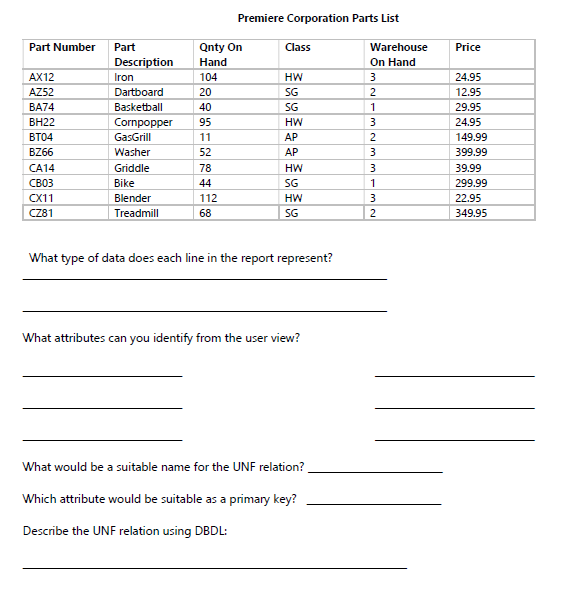 Premiere Corporation Parts List
Part Number Part Description Qnty On Hand Class Warehouse On Hand Price
AX12 Iron 104 HW 3 24.95
AZ52 Dartboard 20 SG 2 12.95
BA74 Basketball 40 SG 1 29.95
BH22 Cornpopper 95 HW 3 24.95
BT04 GasGrill 11 AP 2 149.99
BZ66 Washer 52 AP 3 399.99
CA14 Griddle 78 HW 3 39.99
CB03 Bike 44 SG 1 299.99
CX11 Blender 112 HW 3 22.95
CZ81 Treadmill 68 SG 2 349.95
What type of data does each line in the report represent?
What attributes can you identify from the user view?
What would be a suitable name for the UNF relation?
Which attribute would be suitable as a primary key?
Describe the UNF relation using DBDL: